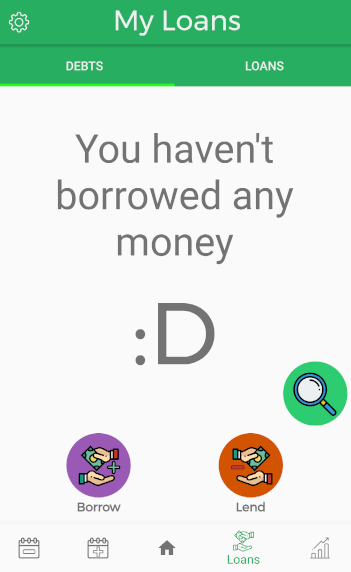 My Loans
DEBTS
LOANS
You haven't
borrowed any
money
:D
Borrow
Lend
Loans